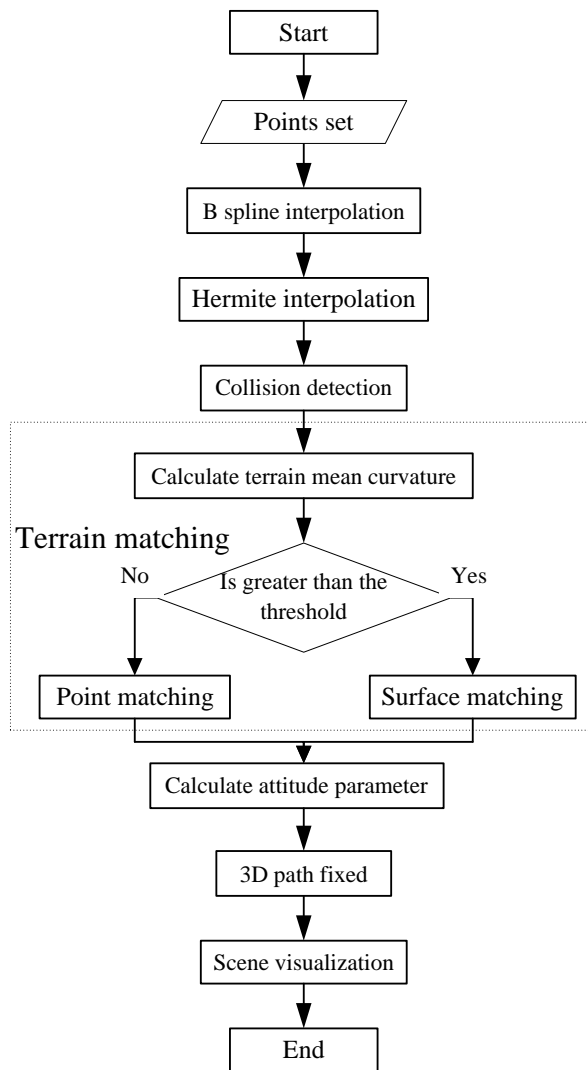 Start
Points set
B spline interpolation
Hermite interpolation
Collision detection
Calculate terrain mean curvature
Terrain matching
No
Is greater than the
threshold
Yes
Point matching
Surface matching
Calculate attitude parameter
3D path fixed
Scene visualization
End